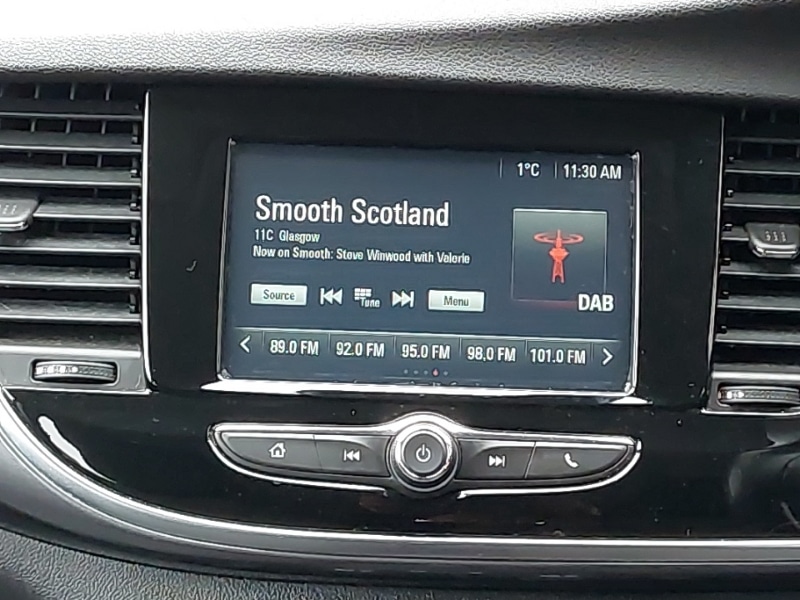 1°C 11:30 AM
Smooth Scotland
11C Glasgow
Now on Smooth: Steve Winwood with Valerie
DAB
Source Tune Menu
89.0 FM 92.0 FM 95.0 FM 98.0 FM 101.0 FM